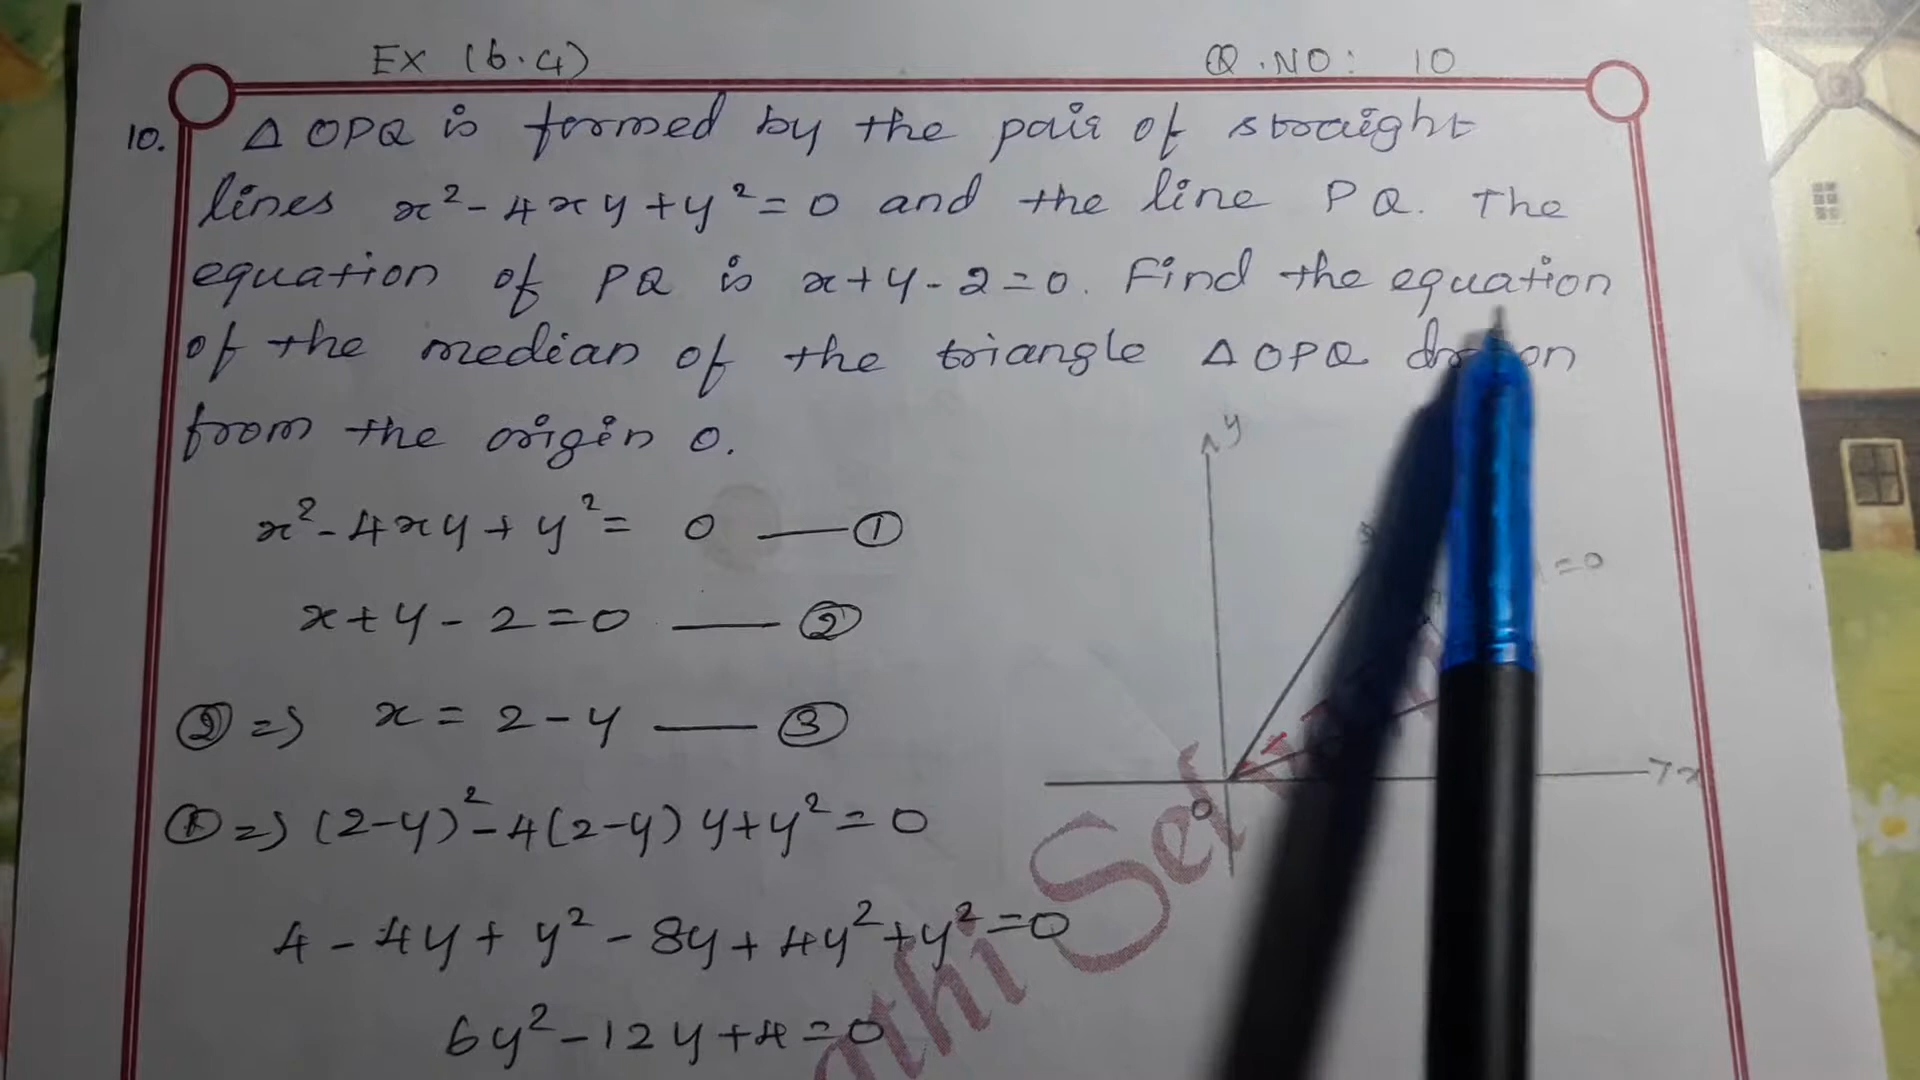 EX (6.4)
Q.NO: 10
10. Δ OPQ is formed by the pair of straight
lines x² - 4xy + y² = 0 and the line PQ. The
equation of PQ is x + y - 2 = 0. Find the equation
of the median of the triangle Δ OPQ
from the origin O.
x² - 4xy + y² = 0 —— ①
x + y - 2 = 0 —— ②
② => x = 2 - y —— ③
① => (2-y)² - 4(2-y) y + y² = 0
4 - 4y + y² - 8y + 4y² + y² = 0
6y² - 12y + 4 = 0
y
= 0
x
O